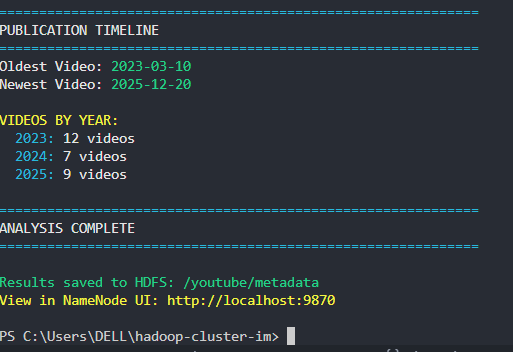 ============================================================
PUBLICATION TIMELINE
============================================================
Oldest Video: 2023-03-10
Newest Video: 2025-12-20
VIDEOS BY YEAR:
2023: 12 videos
2024: 7 videos
2025: 9 videos
============================================================
ANALYSIS COMPLETE
============================================================
Results saved to HDFS: /youtube/metadata
View in NameNode UI: http://localhost:9870
PS C:\Users\DELL\hadoop-cluster-im>